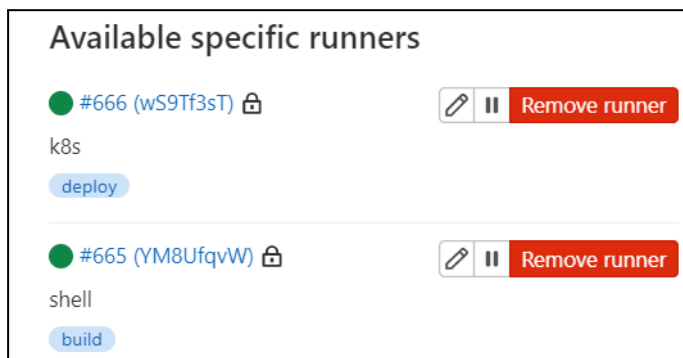 Available specific runners
#666 (wS9Tf3sT)
Remove runner
k8s
deploy
#665 (YM8UfqvW)
Remove runner
shell
build